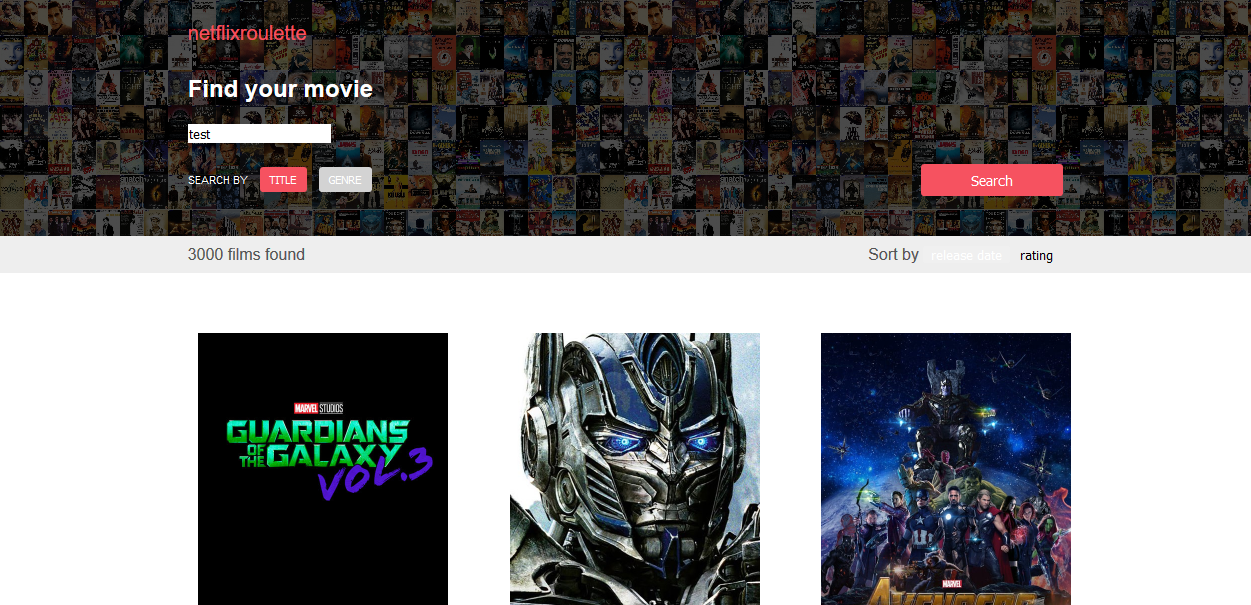 netflixroulette
Find your movie
test
SEARCH BY TITLE GENRE
Search
3000 films found
Sort by release date rating
MARVEL STUDIOS
GUARDIANS
OF THE GALAXY
VOL.3
MARVEL
AVENGERS